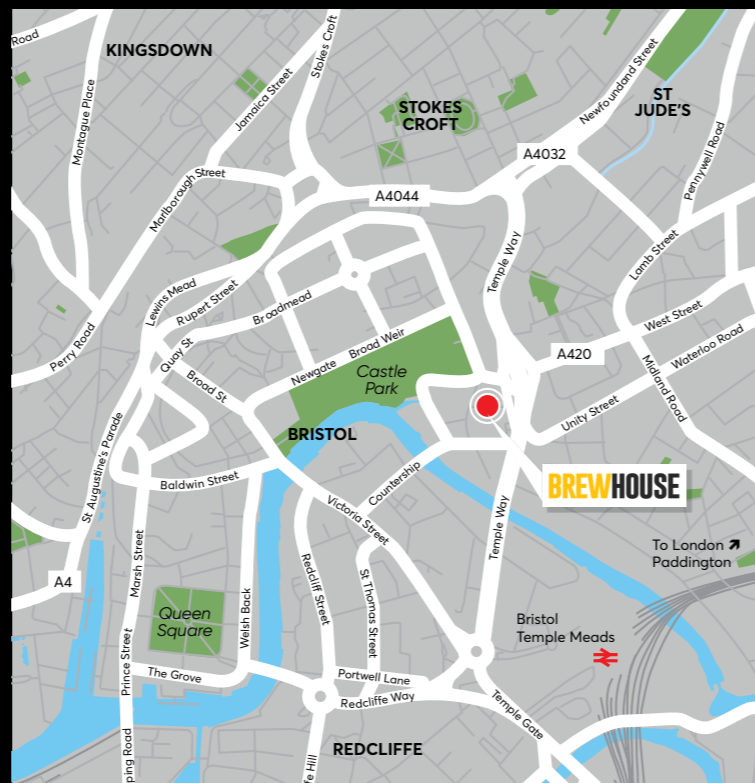 Road
KINGSDOWN
Stokes Croft
Jamaica Street
Montague Place
STOKES
CROFT
Newfoundland Street
ST
JUDE'S
A4032
Pennywell Road
Marlborough Street
A4044
Temple Way
Lamb Street
Lewins Mead
Rupert Street
Broadmead
West Street
Perry Road
Quay St
Broad Weir
A420
Waterloo Road
Newgate
Castle
Park
Broad St
Midland Road
Unity Street
BRISTOL
St Augustine's Parade
Baldwin Street
Countership
BREWHOUSE
Victoria Street
Temple Way
Marsh Street
To London
Paddington
A4
Redcliff Street
St Thomas Street
Queen
Square
Welsh Back
Bristol
Temple Meads
Prince Street
The Grove
Portwell Lane
Redcliffe Way
Temple Gate
REDCLIFFE
ping Road
fe Hill